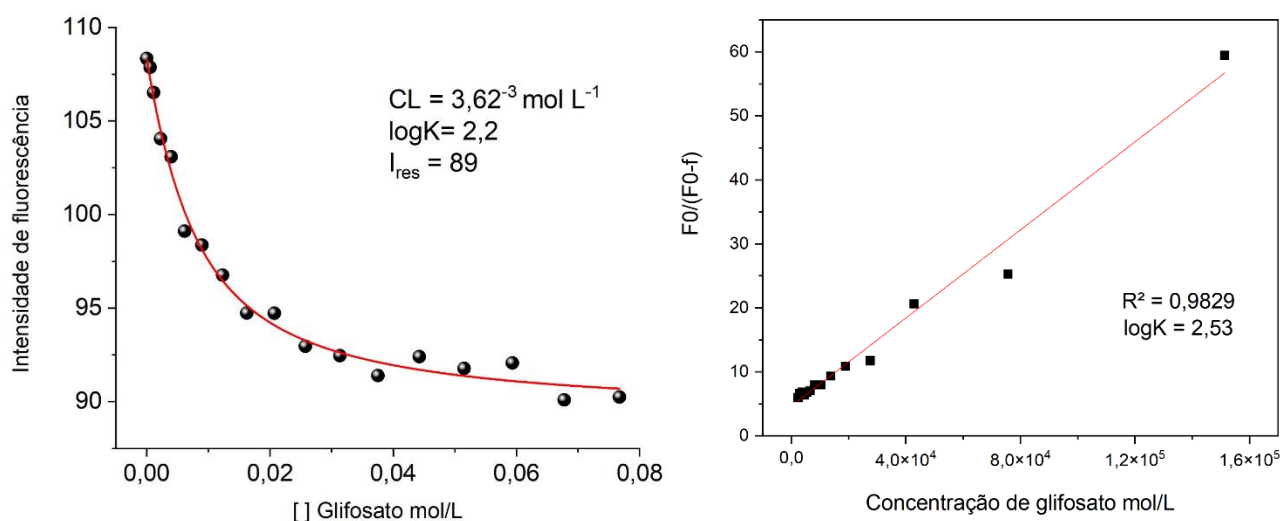 110
105
100
95
90
Intensidade de fluorescência
CL = 3,62⁻³ mol L⁻¹
logK= 2,2
I_res = 89
0,00
0,02
0,04
0,06
0,08
[ ] Glifosato mol/L
60
50
40
30
20
10
0
F0/(F0-f)
R² = 0,9829
logK = 2,53
0,0
4,0×10⁴
8,0×10⁴
1,2×10⁵
1,6×10⁵
Concentração de glifosato mol/L